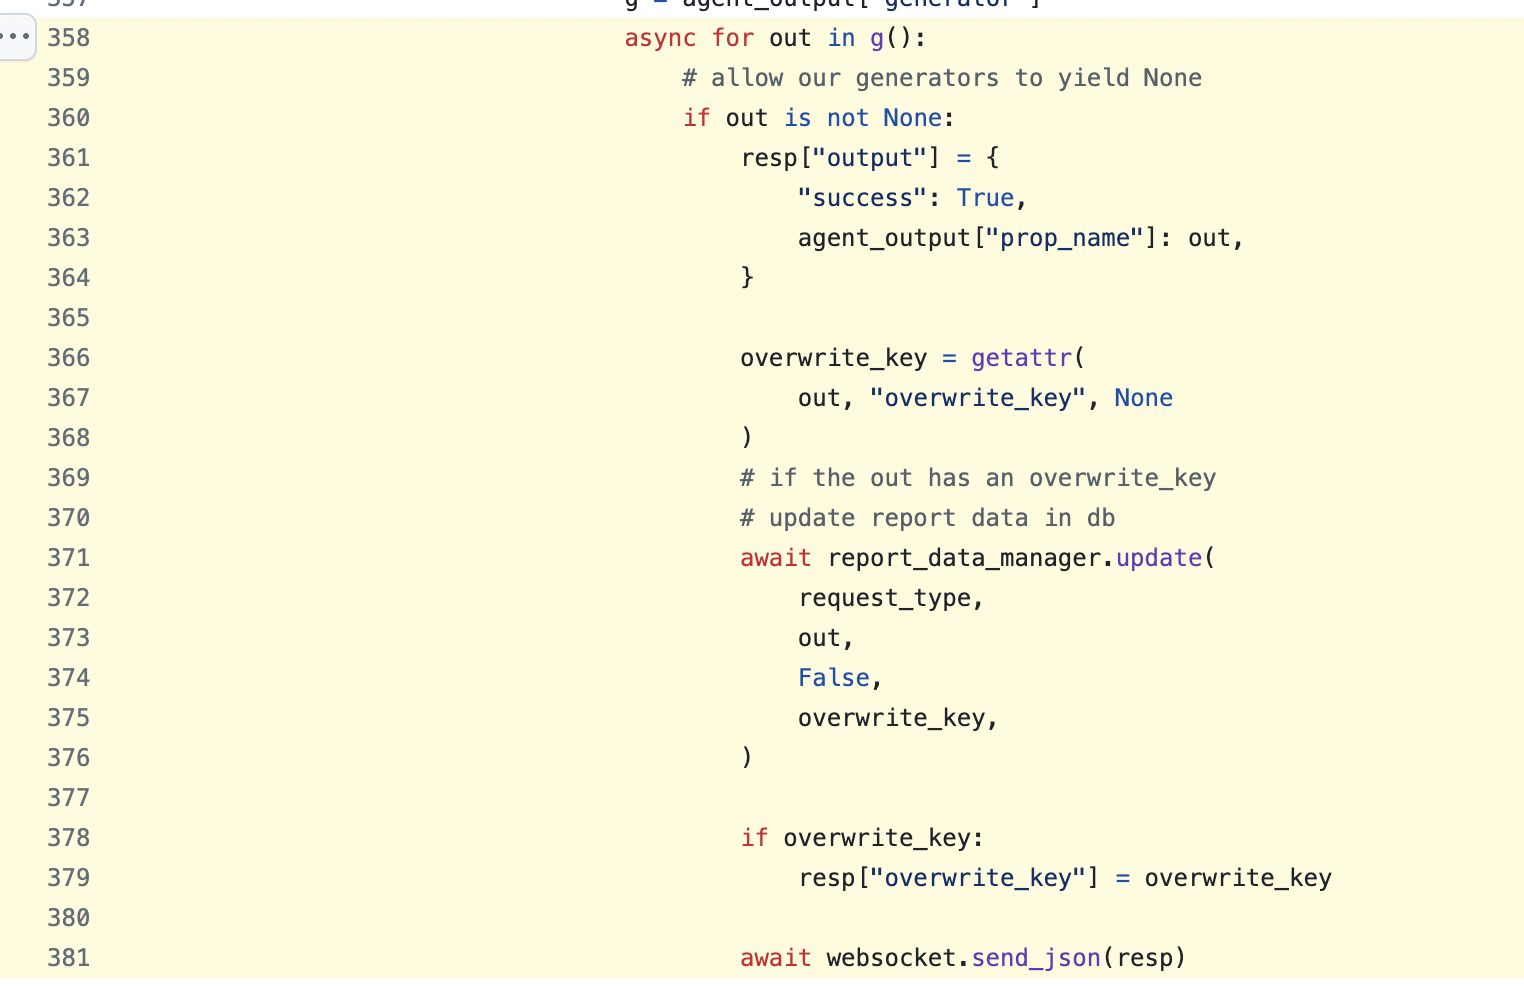 357 g = agent_output["generator"]
358 async for out in g():
359 # allow our generators to yield None
360 if out is not None:
361 resp["output"] = {
362 "success": True,
363 agent_output["prop_name"]: out,
364 }
365
366 overwrite_key = getattr(
367 out, "overwrite_key", None
368 )
369 # if the out has an overwrite_key
370 # update report data in db
371 await report_data_manager.update(
372 request_type,
373 out,
374 False,
375 overwrite_key,
376 )
377
378 if overwrite_key:
379 resp["overwrite_key"] = overwrite_key
380
381 await websocket.send_json(resp)